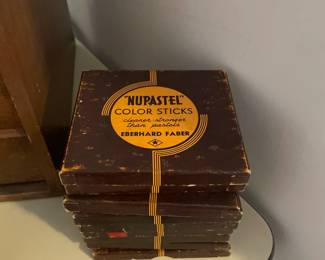 "NUPASTEL"
COLOR STICKS
cleaner stronger
than pastels
EBERHARD FABER